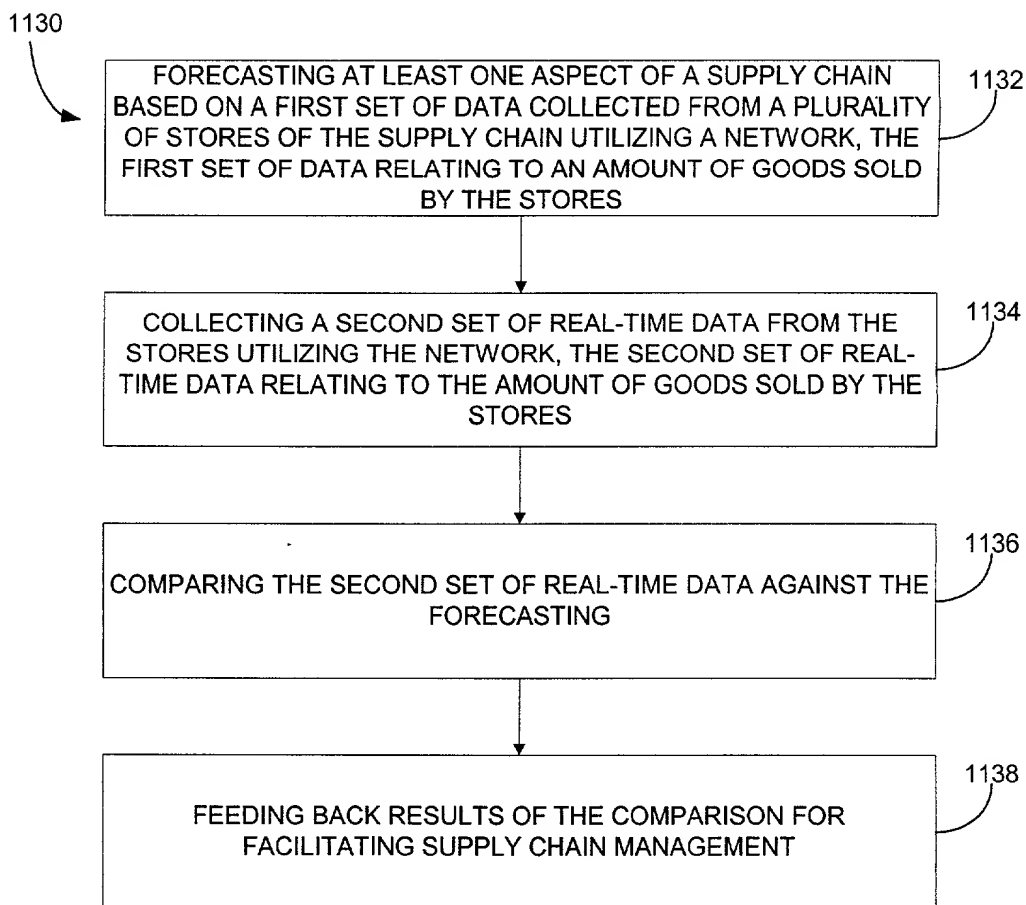 1130
FORECASTING AT LEAST ONE ASPECT OF A SUPPLY CHAIN
BASED ON A FIRST SET OF DATA COLLECTED FROM A PLURALITY
OF STORES OF THE SUPPLY CHAIN UTILIZING A NETWORK, THE
FIRST SET OF DATA RELATING TO AN AMOUNT OF GOODS SOLD
BY THE STORES
1132
COLLECTING A SECOND SET OF REAL-TIME DATA FROM THE
STORES UTILIZING THE NETWORK, THE SECOND SET OF REAL-
TIME DATA RELATING TO THE AMOUNT OF GOODS SOLD BY THE
STORES
1134
COMPARING THE SECOND SET OF REAL-TIME DATA AGAINST THE
FORECASTING
1136
FEEDING BACK RESULTS OF THE COMPARISON FOR
FACILITATING SUPPLY CHAIN MANAGEMENT
1138